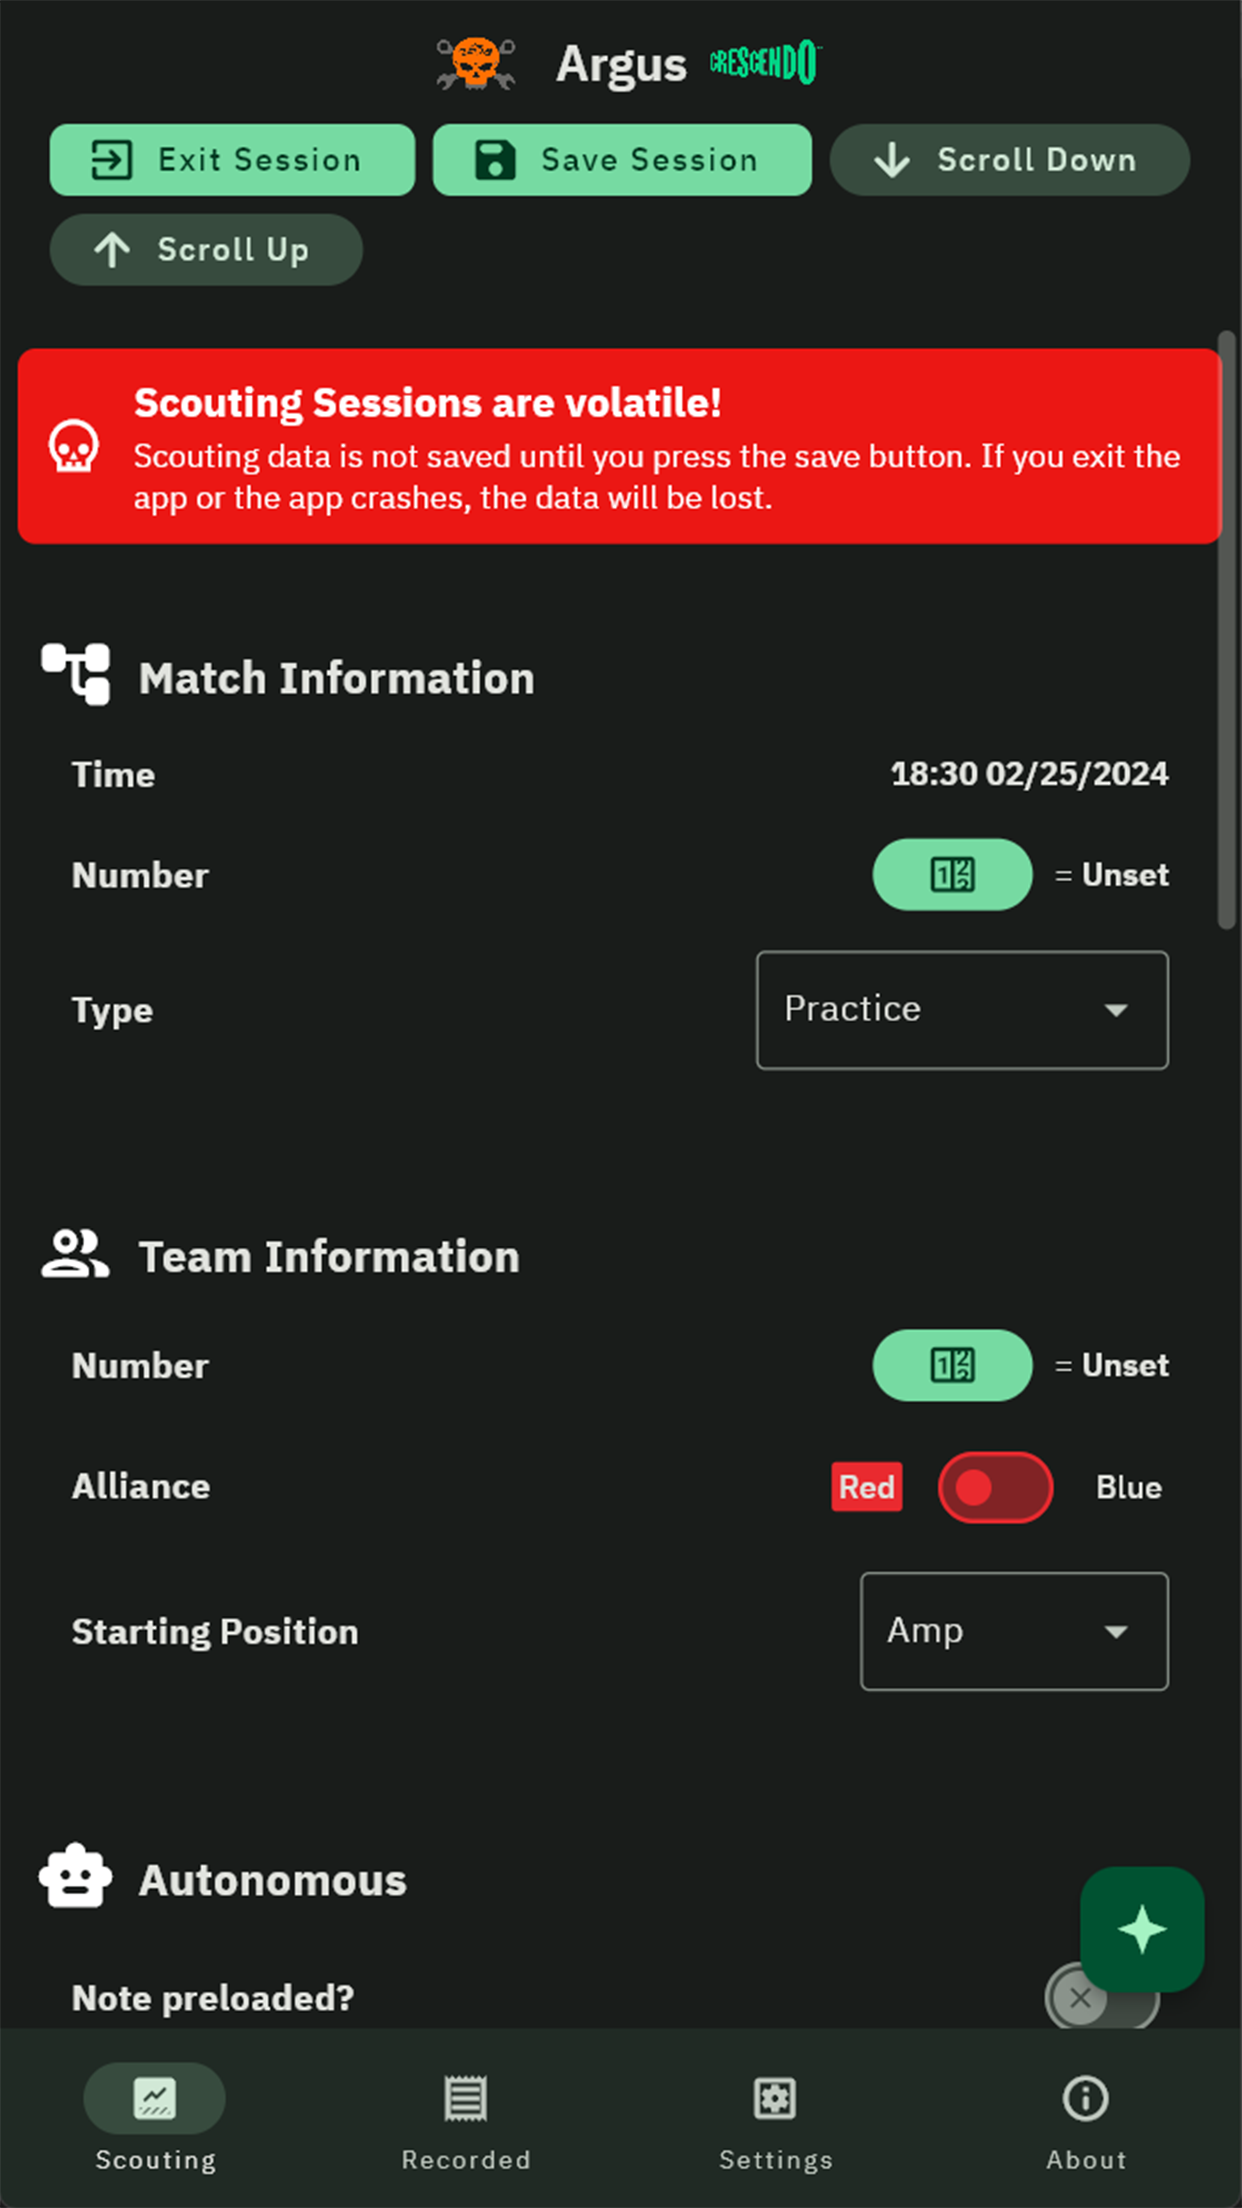 Argus CRESCENDO
Exit Session
Save Session
Scroll Down
Scroll Up
Scouting Sessions are volatile!
Scouting data is not saved until you press the save button. If you exit the
app or the app crashes, the data will be lost.
Match Information
Time 18:30 02/25/2024
Number = Unset
Type Practice
Team Information
Number = Unset
Alliance Red Blue
Starting Position Amp
Autonomous
Note preloaded?
Scouting Recorded Settings About